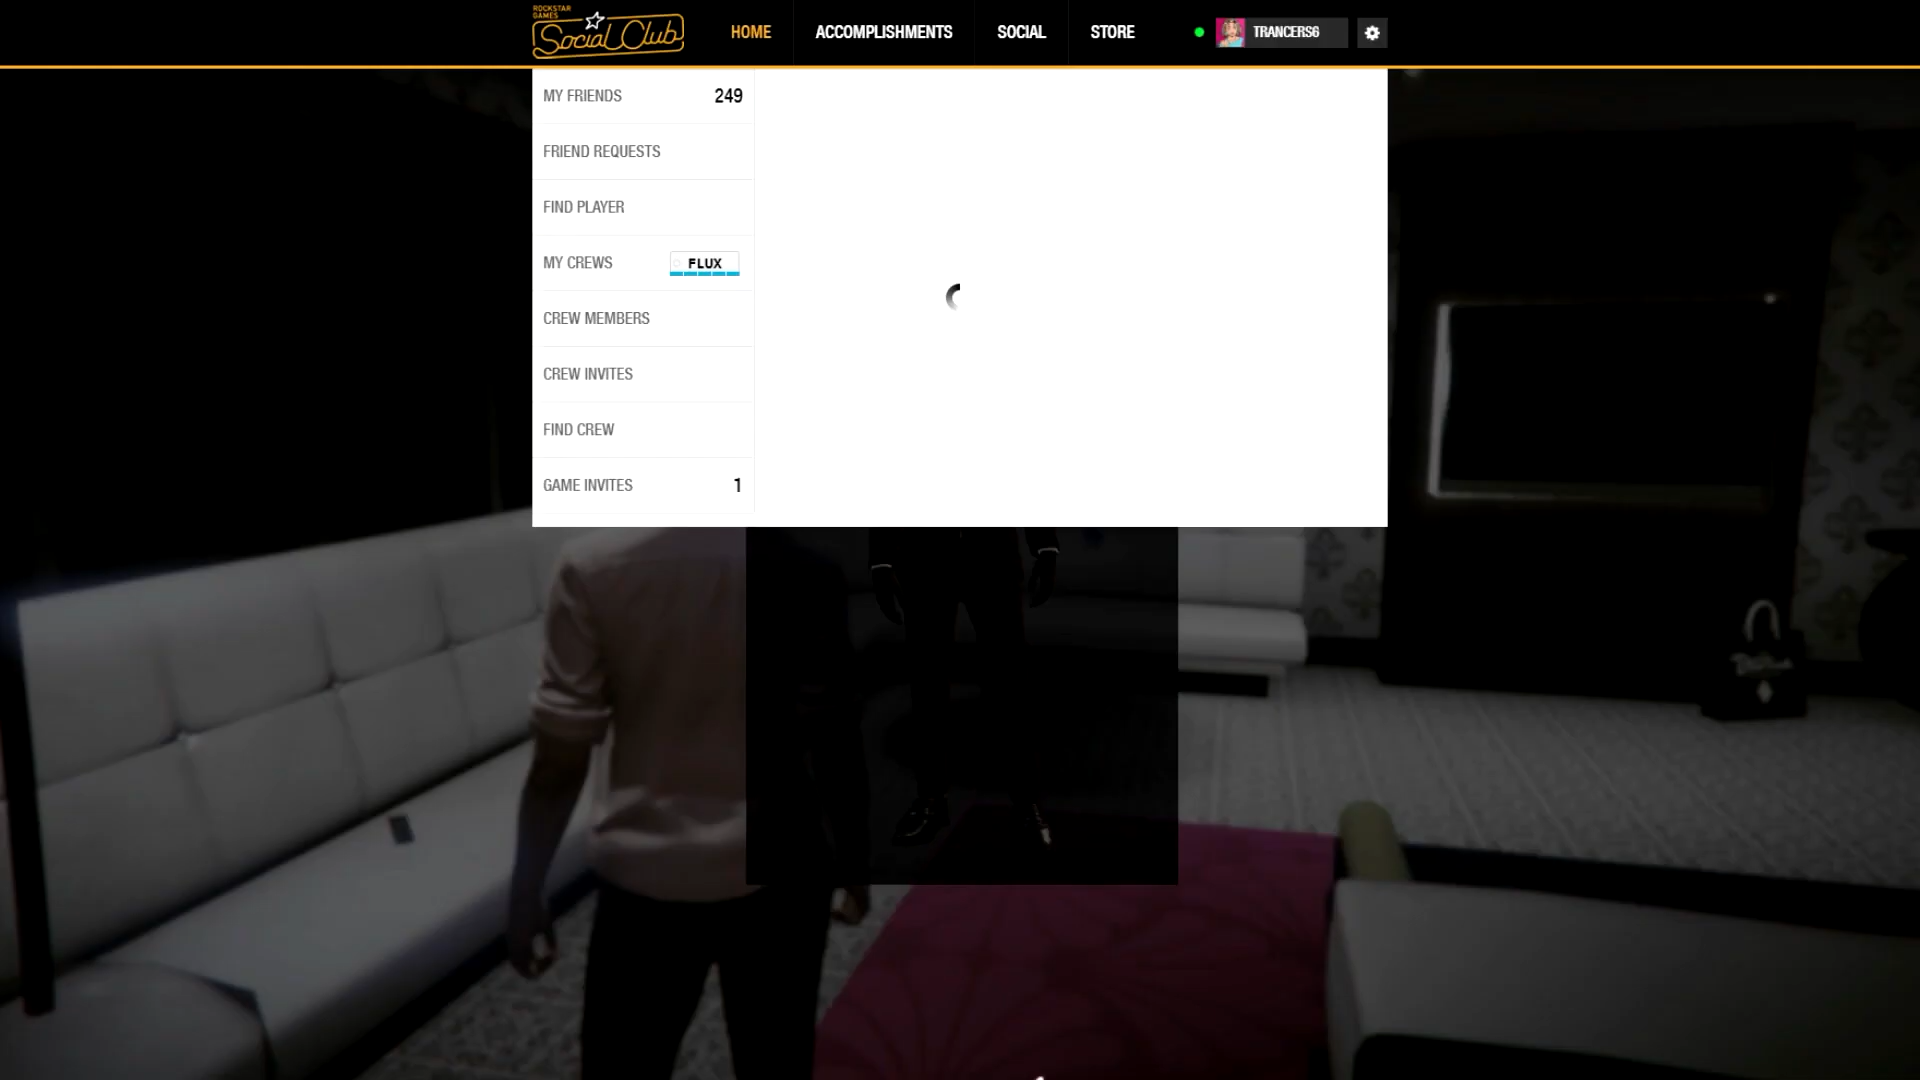 ROCKSTAR
GAMES
Social Club
HOME
ACCOMPLISHMENTS
SOCIAL
STORE
TRANCERS6
MY FRIENDS 249
FRIEND REQUESTS
FIND PLAYER
MY CREWS FLUX
CREW MEMBERS
CREW INVITES
FIND CREW
GAME INVITES 1